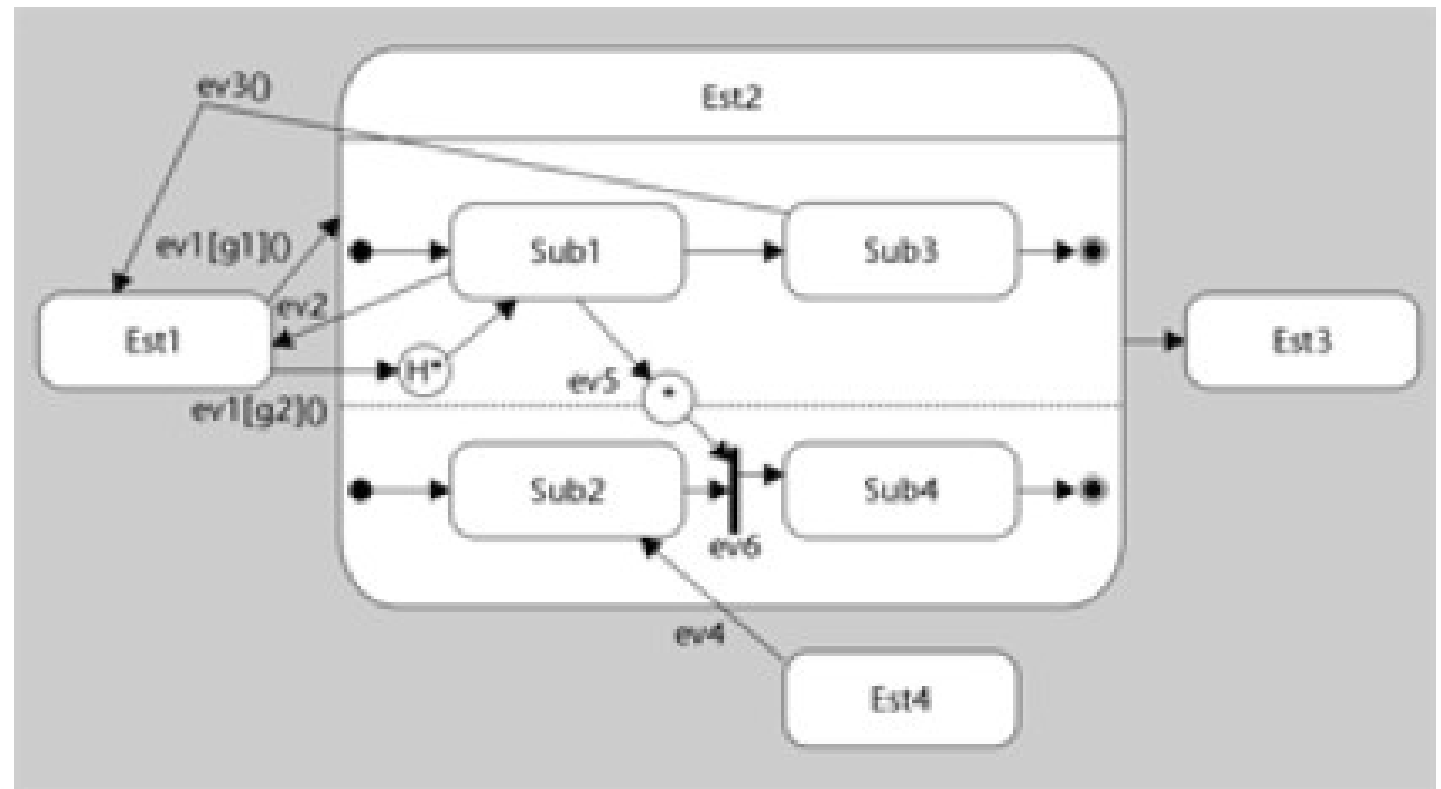 ev3()
Est2
ev1[g1]()
Sub1
Sub3
ev2
Est1
Est3
H*
ev5
*
ev1[g2]()
Sub2
Sub4
ev6
ev4
Est4